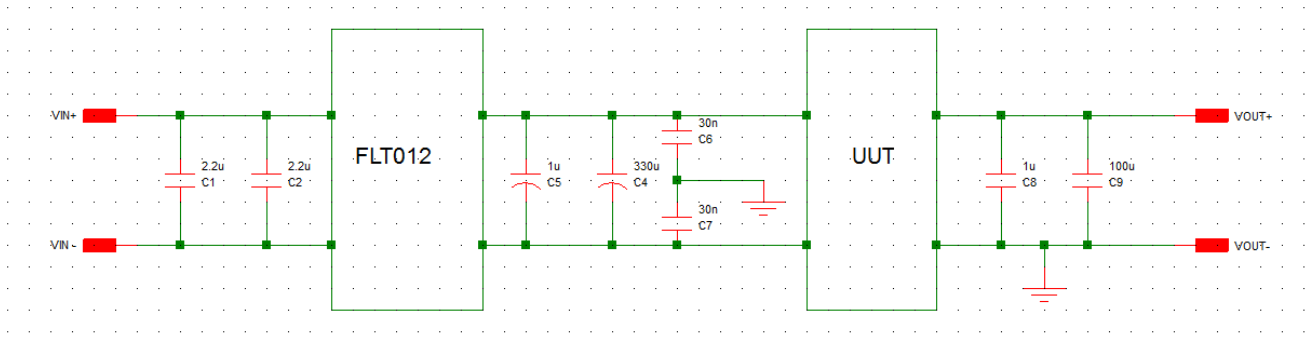 VIN+
VIN-
2.2u
C1
2.2u
C2
FLT012
1u
C5
330u
C4
30n
C6
30n
C7
UUT
1u
C8
100u
C9
VOUT+
VOUT-